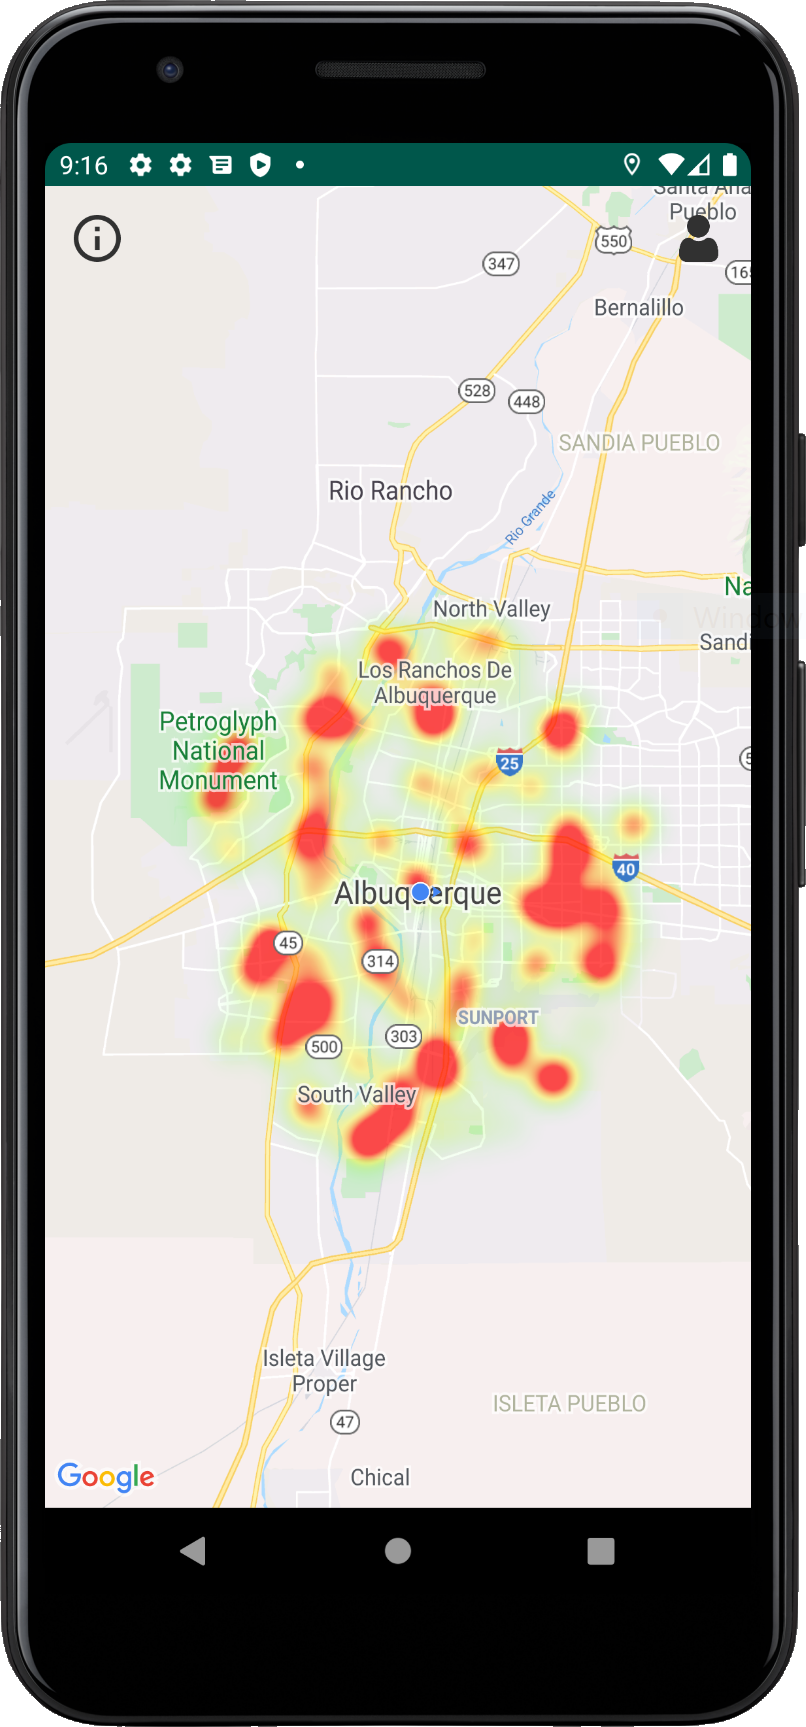 9:16
Santa Ana
Pueblo
550
347
165
Bernalillo
528
448
SANDIA PUEBLO
Rio Rancho
Rio Grande
Na
Window
North Valley
Sandi
Los Ranchos De
Albuquerque
Petroglyph
National
Monument
25
5
40
Albuquerque
45
314
SUNPORT
303
500
South Valley
Isleta Village
Proper
ISLETA PUEBLO
47
Chical
Google